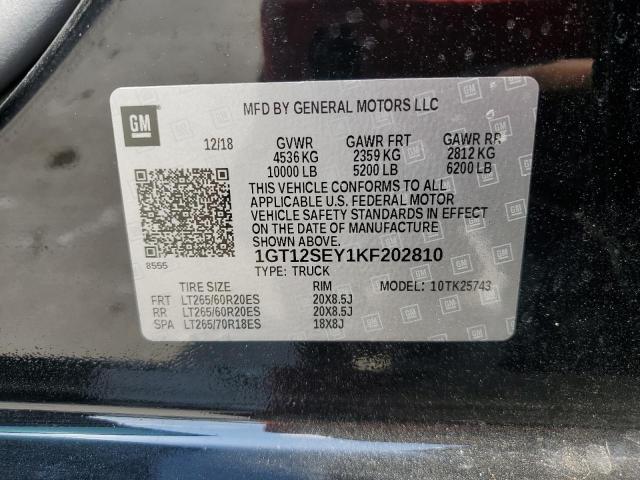 GM
MFD BY GENERAL MOTORS LLC
12/18 GVWR GAWR FRT GAWR RR
4536 KG 2359 KG 2812 KG
10000 LB 5200 LB 6200 LB
THIS VEHICLE CONFORMS TO ALL
APPLICABLE U.S. FEDERAL MOTOR
VEHICLE SAFETY STANDARDS IN EFFECT
ON THE DATE OF MANUFACTURE
SHOWN ABOVE.
8555 1GT12SEY1KF202810
TYPE: TRUCK
TIRE SIZE RIM MODEL: 10TK25743
FRT LT265/60R20ES 20X8.5J
RR LT265/60R20ES 20X8.5J
SPA LT265/70R18ES 18X8J